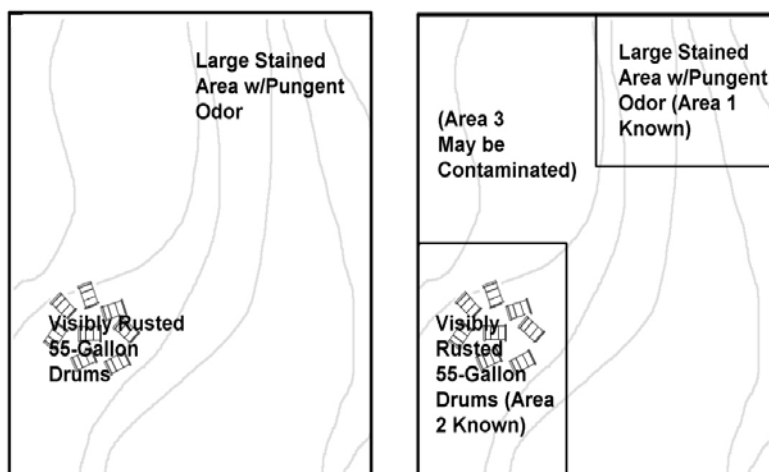 Large Stained
Area w/Pungent
Odor
Visibly Rusted
55-Gallon
Drums
Large Stained
Area w/Pungent
Odor (Area 1
Known)
(Area 3
May be
Contaminated)
Visibly
Rusted
55-Gallon
Drums (Area
2 Known)